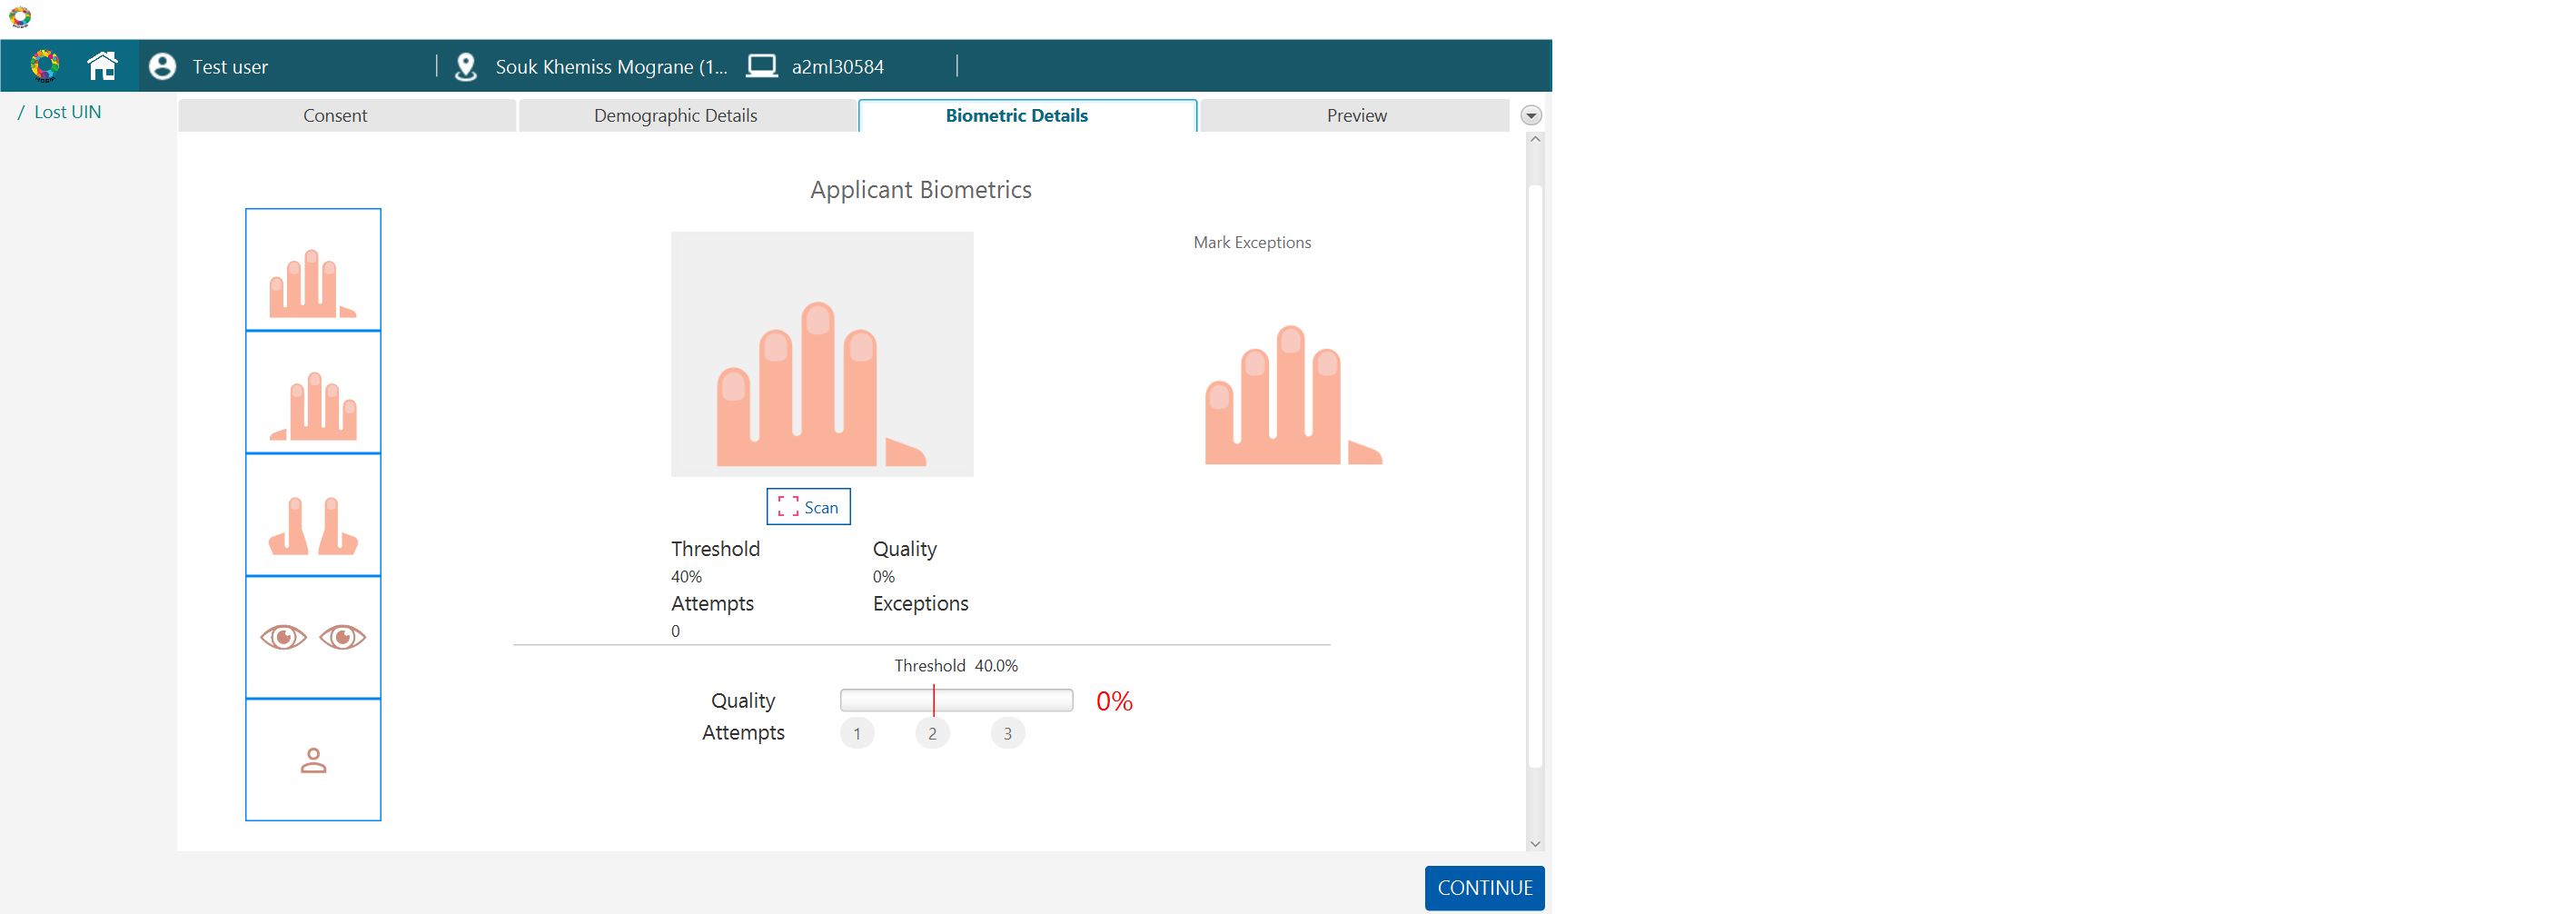 Test user
Souk Khemiss Mograne (1...
a2ml30584
/ Lost UIN
Consent
Demographic Details
Biometric Details
Preview
Applicant Biometrics
Mark Exceptions
Scan
Threshold
Quality
40%
0%
Attempts
Exceptions
0
Threshold 40.0%
Quality
0%
Attempts
1
2
3
CONTINUE